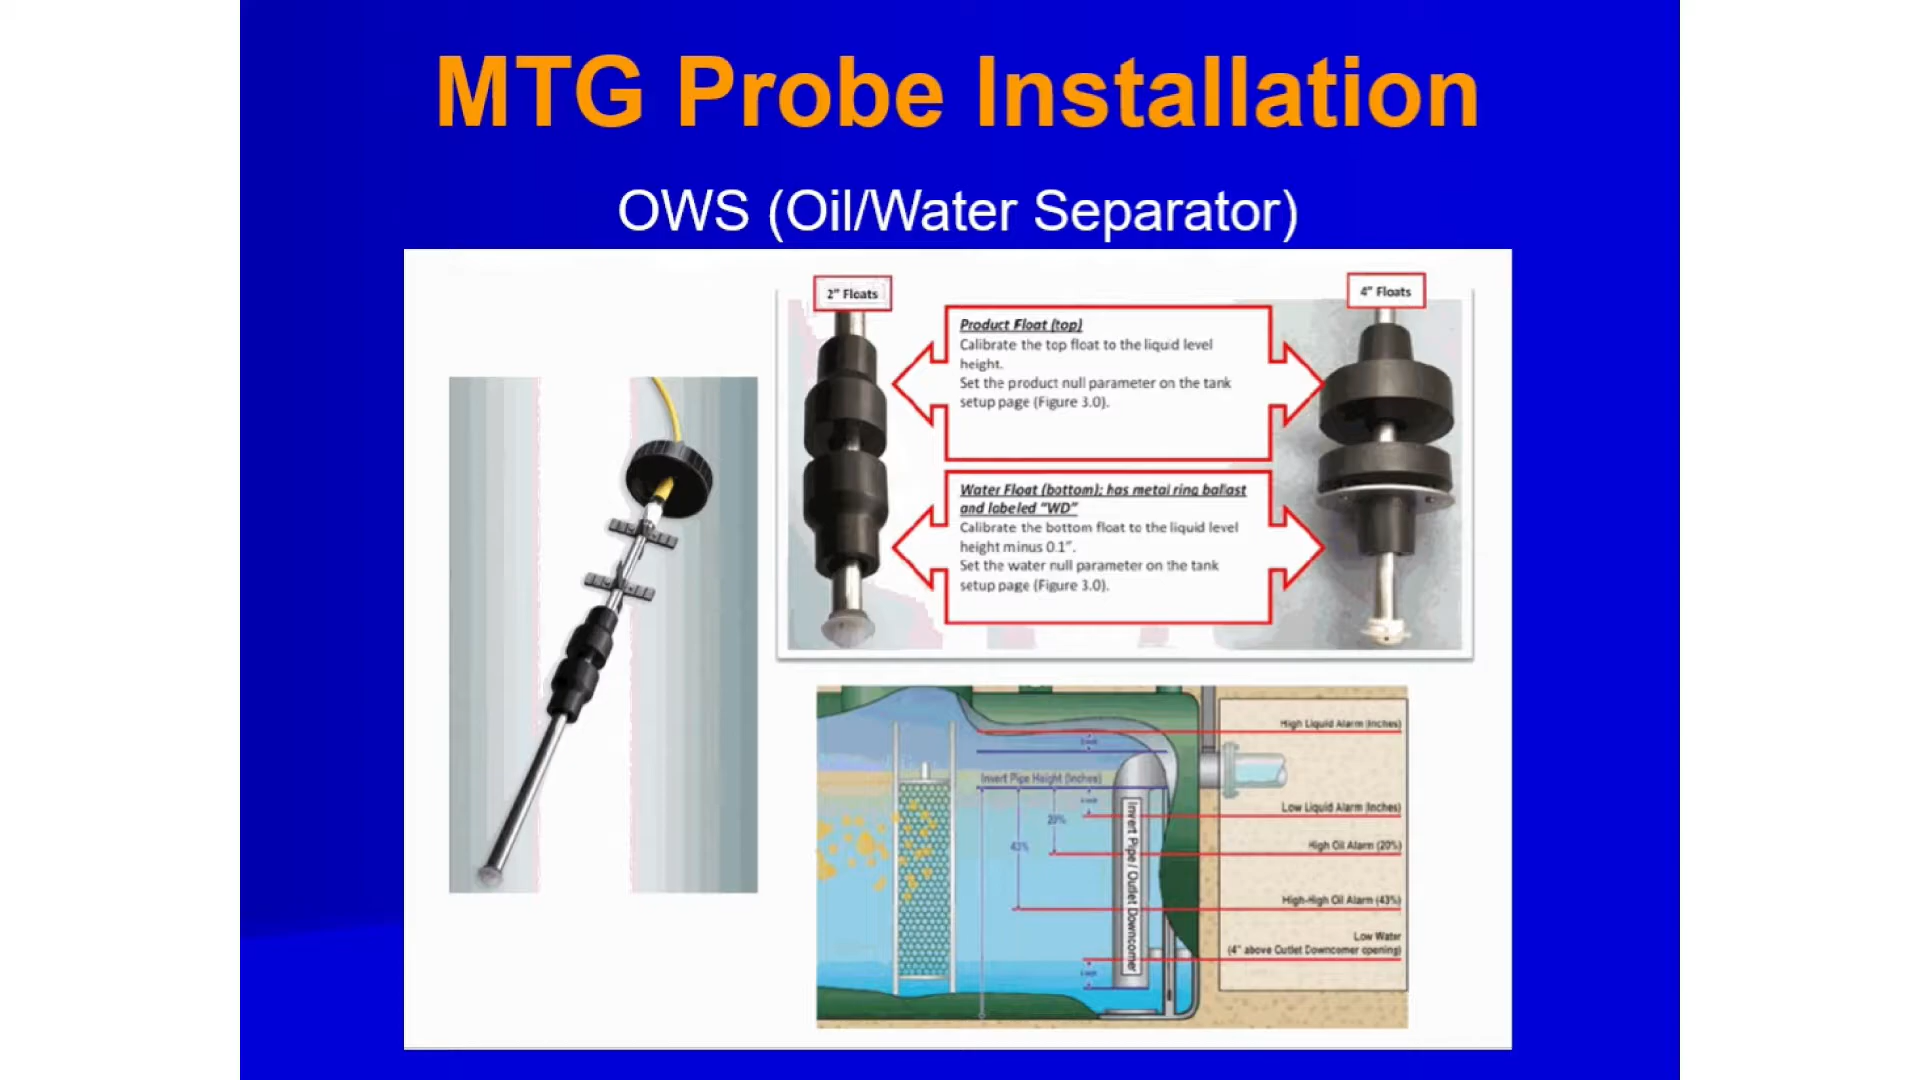 MTG Probe Installation
OWS (Oil/Water Separator)
2" Floats
4" Floats
Product Float (top)
Calibrate the top float to the liquid level
height.
Set the product null parameter on the tank
setup page (Figure 3.0).
Water Float (bottom); has metal ring ballast
and labeled "WD"
Calibrate the bottom float to the liquid level
height minus 0.1".
Set the water null parameter on the tank
setup page (Figure 3.0).
High Liquid Alarm (Inches)
Invert Pipe Height (Inches)
Low Liquid Alarm (Inches)
20%
43%
High Oil Alarm (20%)
Invert Pipe / Outlet Downcomer
High-High Oil Alarm (43%)
Low Water
(4" above Outlet Downcomer opening)